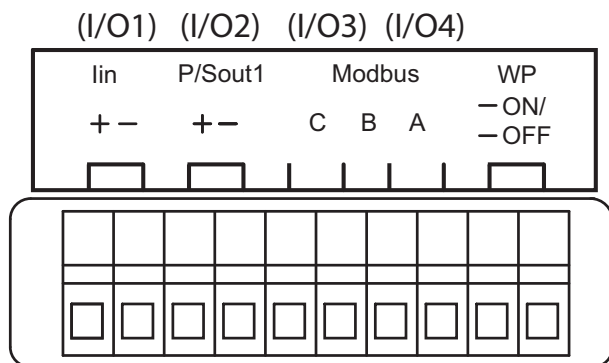 (I/O1) (I/O2) (I/O3) (I/O4)
Iin P/Sout1 Modbus WP
+ − + − C B A − ON/
− OFF